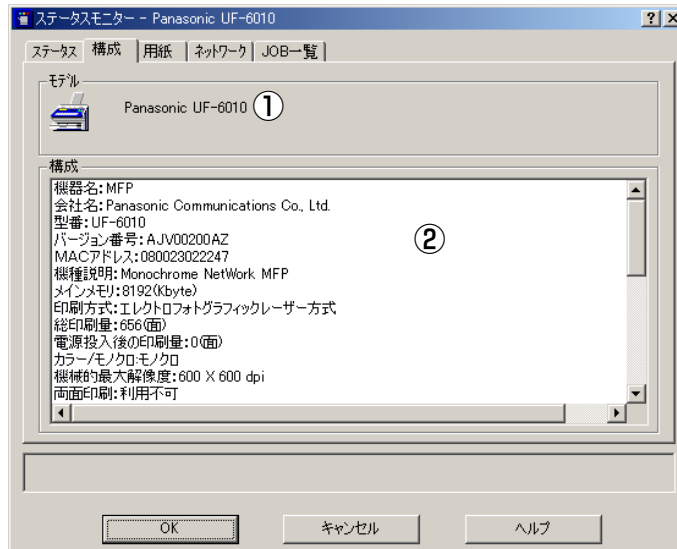 ステータスモニター - Panasonic UF-6010
ステータス 構成 用紙 ネットワーク JOB一覧
モデル
Panasonic UF-6010 ①
構成
機器名:MFP
会社名:Panasonic Communications Co., Ltd.
型番:UF-6010
バージョン番号:AJV00200AZ
②
MACアドレス:080023022247
機種説明:Monochrome NetWork MFP
メインメモリ:8192(Kbyte)
印刷方式:エレクトロフォトグラフィックレーザー方式
総印刷量:656(面)
電源投入後の印刷量:0(面)
カラー/モノクロ:モノクロ
機械的最大解像度:600 X 600 dpi
両面印刷:利用不可
OK キャンセル ヘルプ